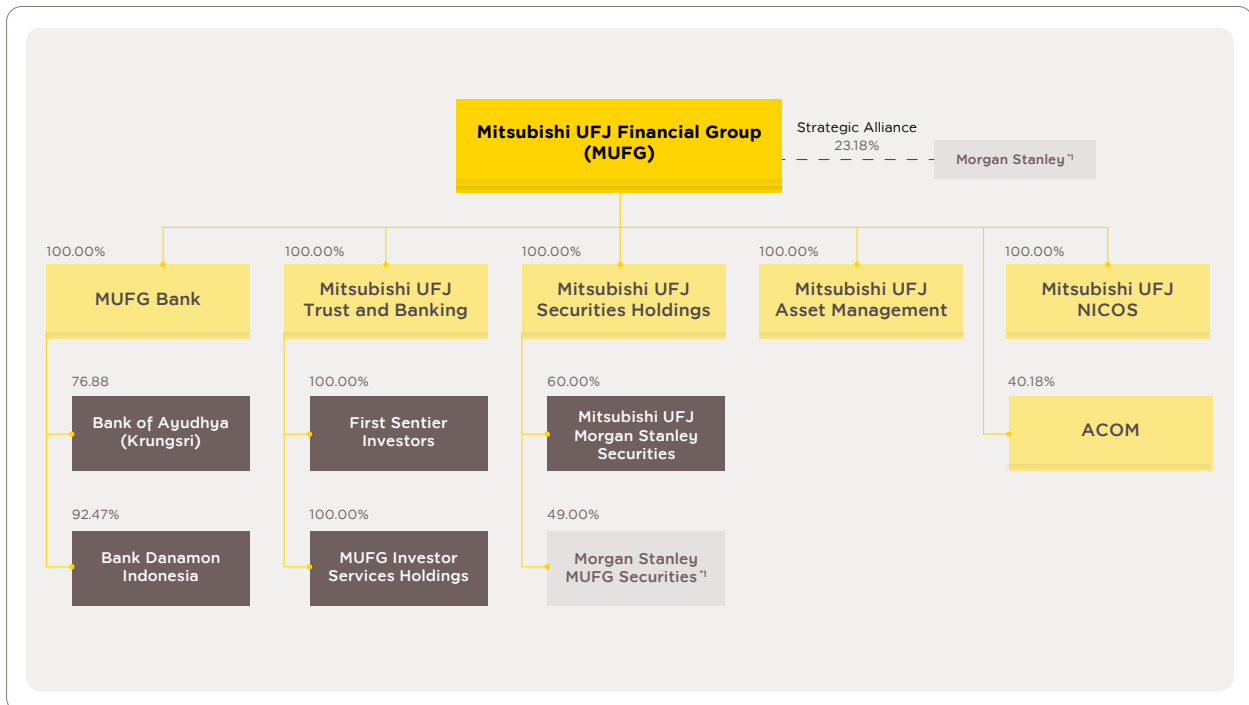 Mitsubishi UFJ Financial Group
(MUFG)
Strategic Alliance
23.18%
Morgan Stanley*1
100.00%
MUFG Bank
100.00%
Mitsubishi UFJ
Trust and Banking
100.00%
Mitsubishi UFJ
Securities Holdings
100.00%
Mitsubishi UFJ
Asset Management
100.00%
Mitsubishi UFJ
NICOS
76.88
Bank of Ayudhya
(Krungsri)
100.00%
First Sentier
Investors
60.00%
Mitsubishi UFJ
Morgan Stanley
Securities
40.18%
ACOM
92.47%
Bank Danamon
Indonesia
100.00%
MUFG Investor
Services Holdings
49.00%
Morgan Stanley
MUFG Securities*1